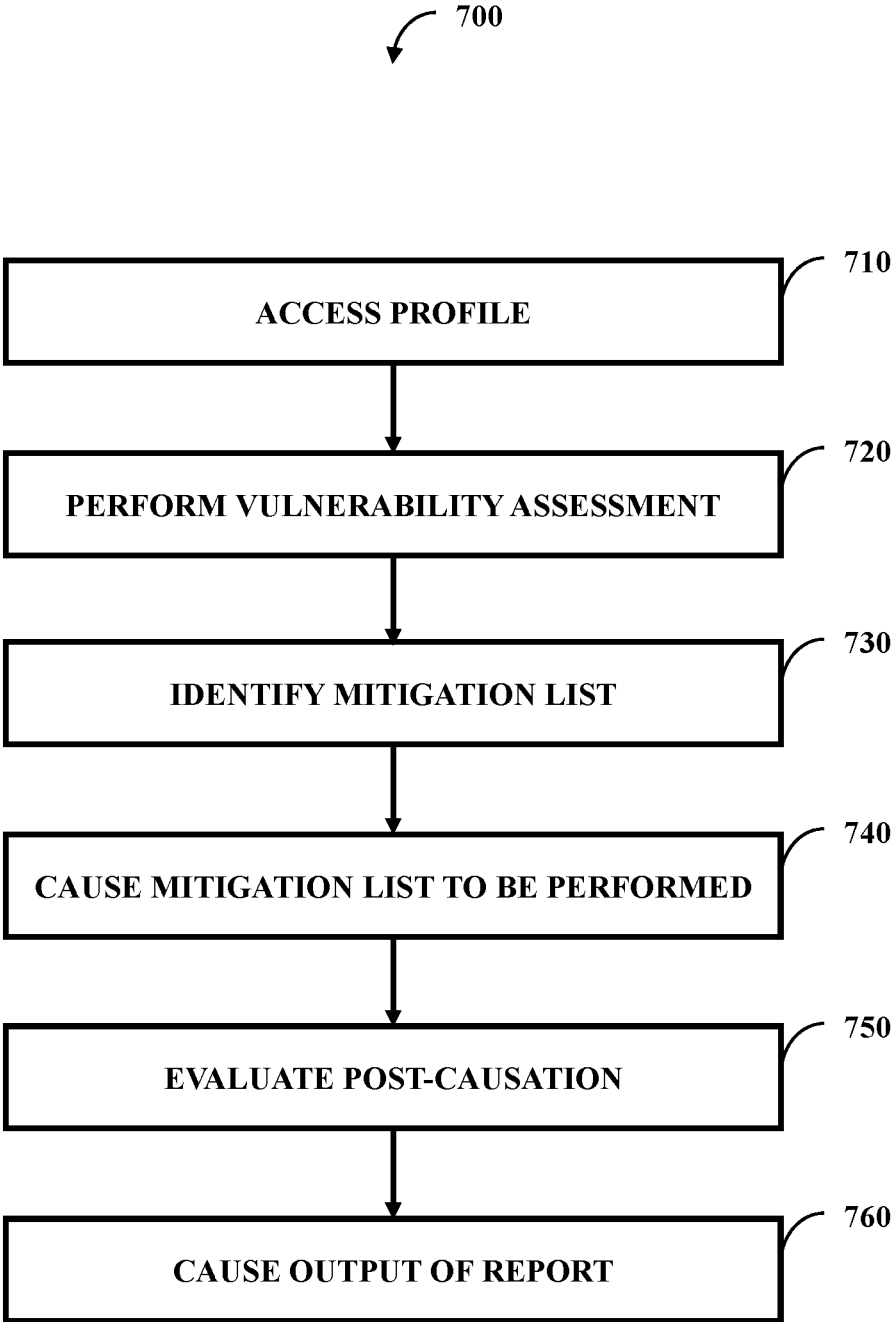 700
710
ACCESS PROFILE
720
PERFORM VULNERABILITY ASSESSMENT
730
IDENTIFY MITIGATION LIST
740
CAUSE MITIGATION LIST TO BE PERFORMED
750
EVALUATE POST-CAUSATION
760
CAUSE OUTPUT OF REPORT